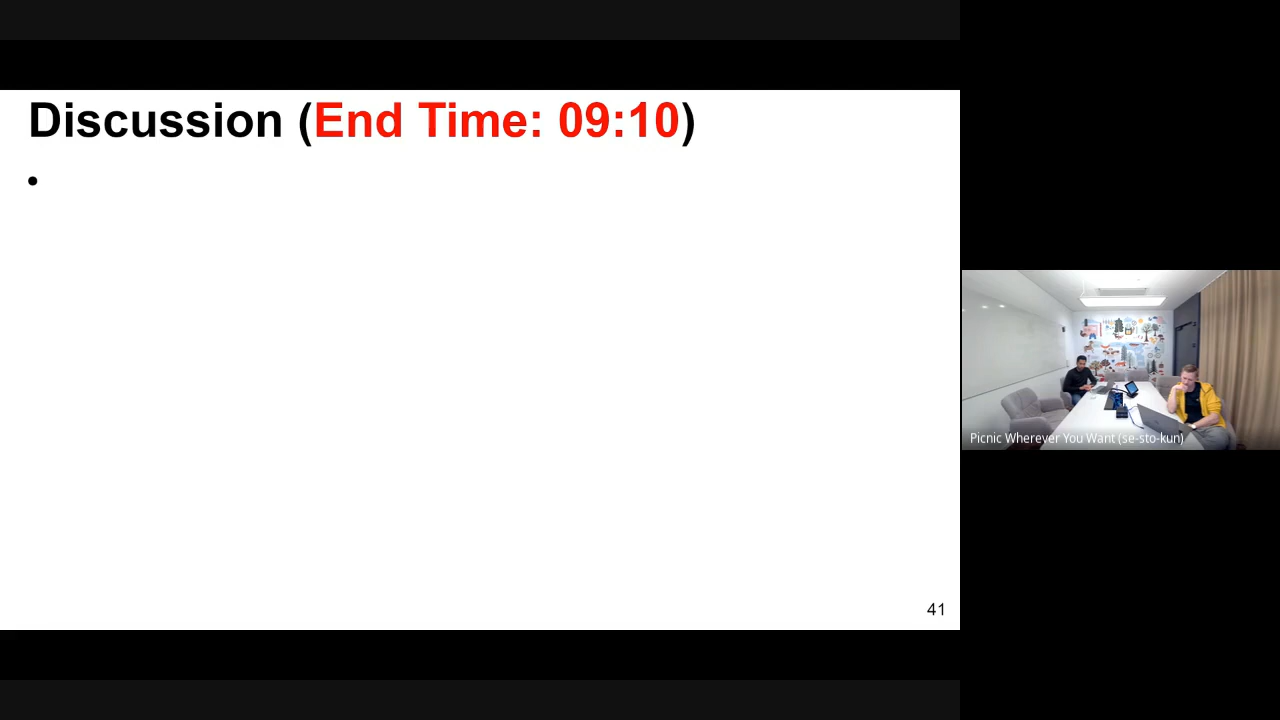 Discussion (End Time: 09:10)
•
41
Picnic Wherever You Want (se-sto-kun)